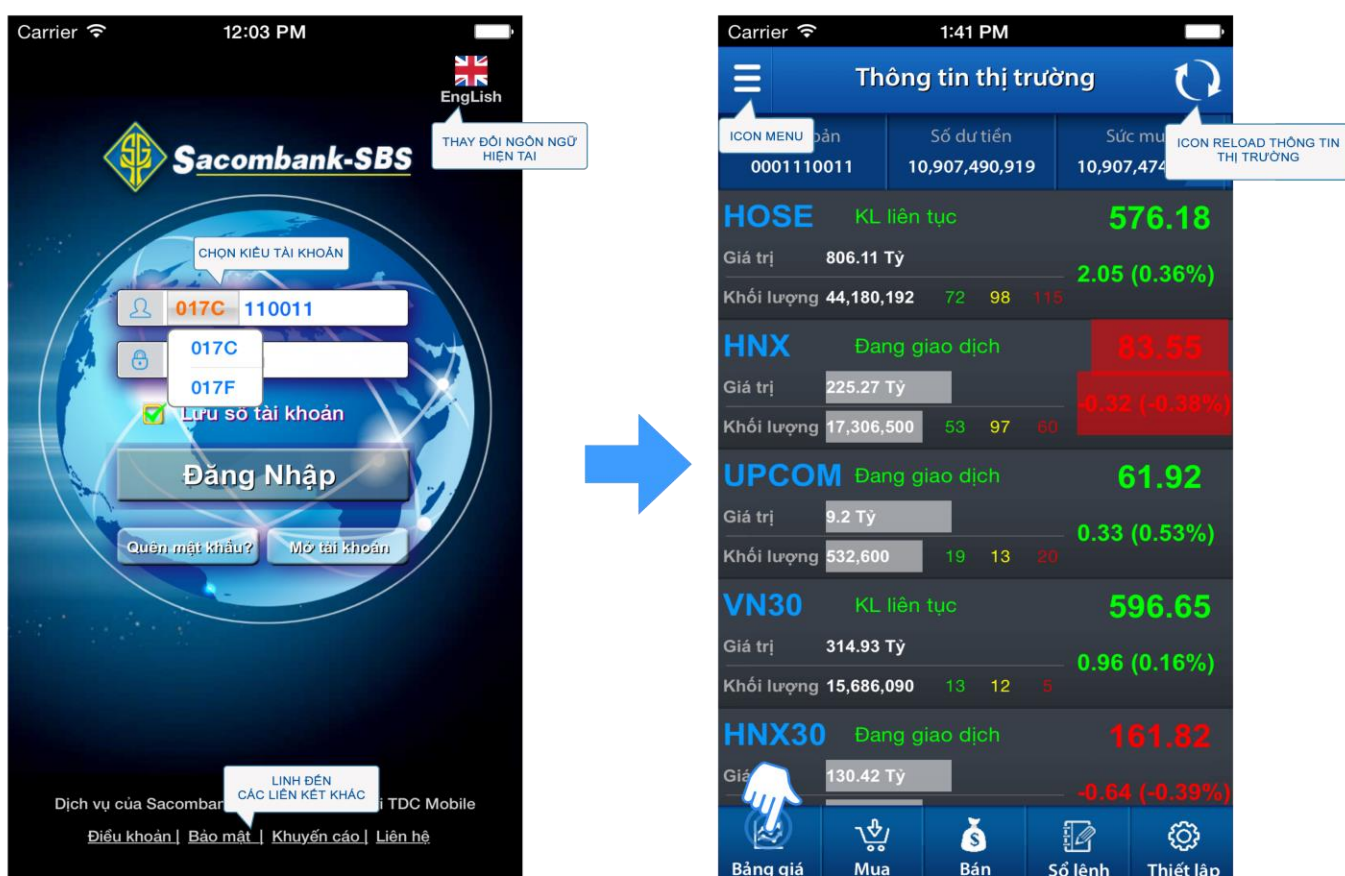 Carrier
12:03 PM
EngLish
THAY ĐỔI NGÔN NGỮ
HIỆN TẠI
SGT
Sacombank-SBS
CHỌN KIỂU TÀI KHOẢN
017C 110011
017C
017F
Lưu số tài khoản
Đăng Nhập
Quên mật khẩu? Mở tài khoản
LINH ĐẾN
CÁC LIÊN KẾT KHÁC
Dịch vụ của TDC Mobile
Điều khoản | Bảo mật | Khuyến cáo | Liên hệ
Carrier
1:41 PM
Thông tin thị trường
ICON MENU
ICON RELOAD THÔNG TIN
THỊ TRƯỜNG
Số dư tiền Sức
0001110011 10,907,490,919 10,907,474
HOSE KL liên tục 576.18
Giá trị 806.11 Tỷ
2.05 (0.36%)
Khối lượng 44,180,192 72 98 115
HNX Đang giao dịch 83.55
Giá trị 225.27 Tỷ
-0.32 (-0.38%)
Khối lượng 17,306,500 53 97 60
UPCOM Đang giao dịch 61.92
Giá trị 9.2 Tỷ
0.33 (0.53%)
Khối lượng 532,600 19 13 20
VN30 KL liên tục 596.65
Giá trị 314.93 Tỷ
0.96 (0.16%)
Khối lượng 15,686,090 13 12 5
HNX30 Đang giao dịch 161.82
Giá 130.42 Tỷ
-0.64 (-0.39%)
Bảng giá Mua Bán Sổ lệnh Thiết lập